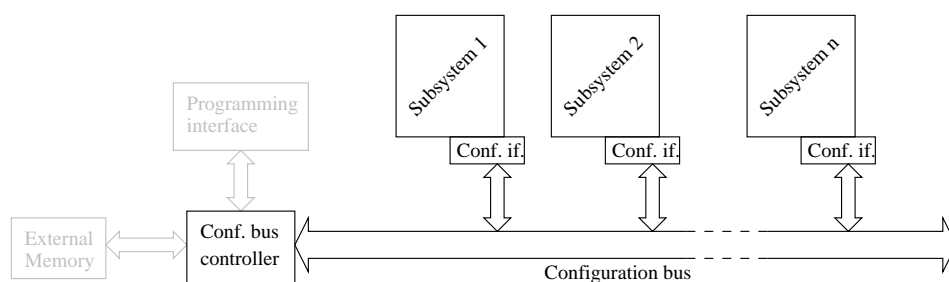 Subsystem 1
Subsystem 2
Subsystem n
Programming
interface
Conf. if.
Conf. if.
Conf. if.
External
Memory
Conf. bus
controller
Configuration bus